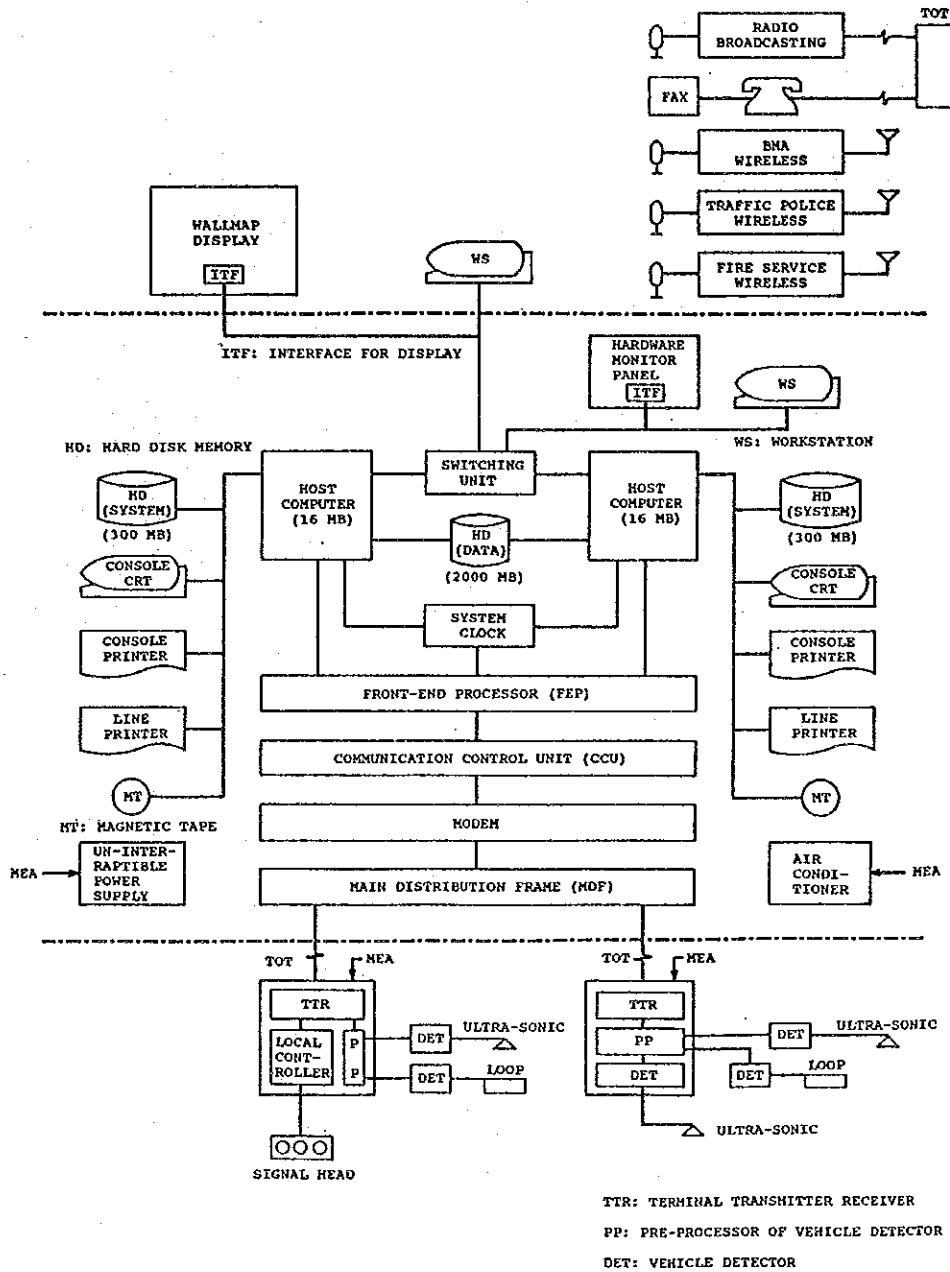 TOT
RADIO
BROADCASTING
FAX
BMA
WIRELESS
TRAFFIC POLICE
WIRELESS
FIRE SERVICE
WIRELESS
WALLMAP
DISPLAY
ITF
WS
ITF: INTERFACE FOR DISPLAY
HARDWARE
MONITOR
PANEL
ITF
WS
HD: HARD DISK MEMORY
WS: WORKSTATION
HD
(SYSTEM)
(300 MB)
CONSOLE
CRT
CONSOLE
PRINTER
LINE
PRINTER
MT
MT: MAGNETIC TAPE
HOST
COMPUTER
(16 MB)
SWITCHING
UNIT
HD
(DATA)
(2000 MB)
SYSTEM
CLOCK
HOST
COMPUTER
(16 MB)
HD
(SYSTEM)
(300 MB)
CONSOLE
CRT
CONSOLE
PRINTER
LINE
PRINTER
MT
FRONT-END PROCESSOR (FEP)
COMMUNICATION CONTROL UNIT (CCU)
MODEM
MAIN DISTRIBUTION FRAME (MDF)
MEA
UN-INTER-
RAPTIBLE
POWER
SUPPLY
AIR
CONDI-
TIONER
MEA
TOT
MEA
TTR
LOCAL
CONT-
ROLLER
P
P
DET
ULTRA-SONIC
DET
LOOP
SIGNAL HEAD
TOT
MEA
TTR
PP
DET
DET
ULTRA-SONIC
DET
LOOP
ULTRA-SONIC
TTR: TERMINAL TRANSMITTER RECEIVER
PP: PRE-PROCESSOR OF VEHICLE DETECTOR
DET: VEHICLE DETECTOR